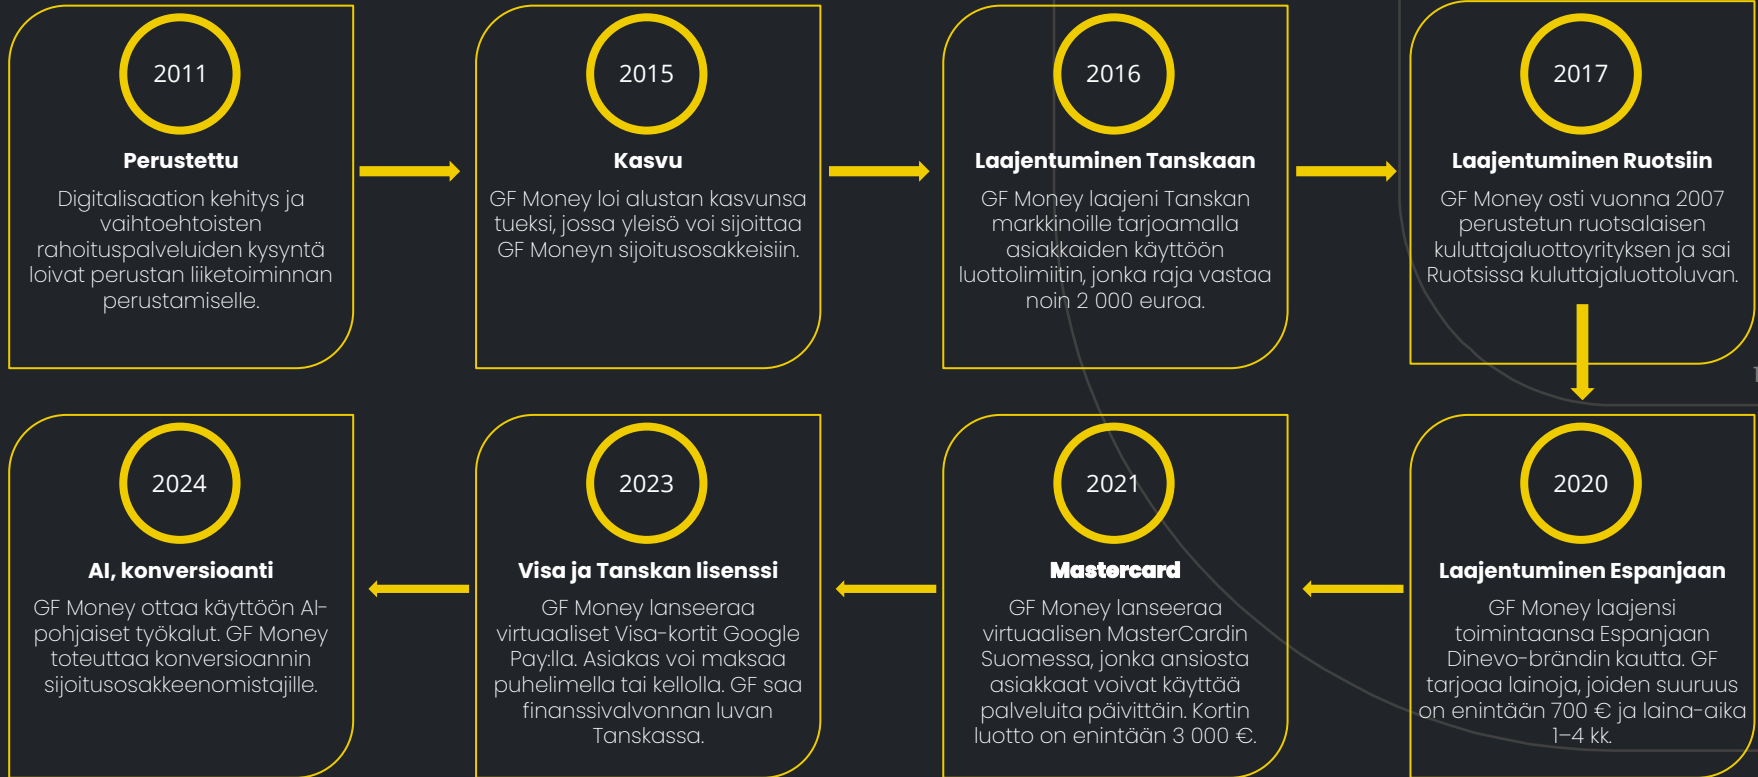 2011
Perustettu
Digitalisaation kehitys ja
vaihtoehtoisten
rahoituspalveluiden kysyntä
loivat perustan liiketoiminnan
perustamiselle.
2015
Kasvu
GF Money loi alustan kasvunsa
tueksi, jossa yleisö voi sijoittaa
GF Moneyn sijoitusosakkeisiin.
2016
Laajentuminen Tanskaan
GF Money laajeni Tanskan
markkinoille tarjoamalla
asiakkaiden käyttöön
luottolimiitin, jonka raja vastaa
noin 2 000 euroa.
2017
Laajentuminen Ruotsiin
GF Money osti vuonna 2007
perustetun ruotsalaisen
kuluttajaluottoyrityksen ja sai
Ruotsissa kuluttajaluottoluvan.
2020
Laajentuminen Espanjaan
GF Money laajensi
toimintaansa Espanjaan
Dinevo-brändin kautta. GF
tarjoaa lainoja, joiden suuruus
on enintään 700 € ja laina-aika
1–4 kk.
2021
Mastercard
GF Money lanseeraa
virtuaalisen MasterCardin
Suomessa, jonka ansiosta
asiakkaat voivat käyttää
palveluita päivittäin. Kortin
luotto on enintään 3 000 €.
2023
Visa ja Tanskan lisenssi
GF Money lanseeraa
virtuaaliset Visa-kortit Google
Pay:lla. Asiakas voi maksaa
puhelimella tai kellolla. GF saa
finanssivalvonnan luvan
Tanskassa.
2024
AI, konversioanti
GF Money ottaa käyttöön AI-
pohjaiset työkalut. GF Money
toteuttaa konversioannin
sijoitusosakkeenomistajille.